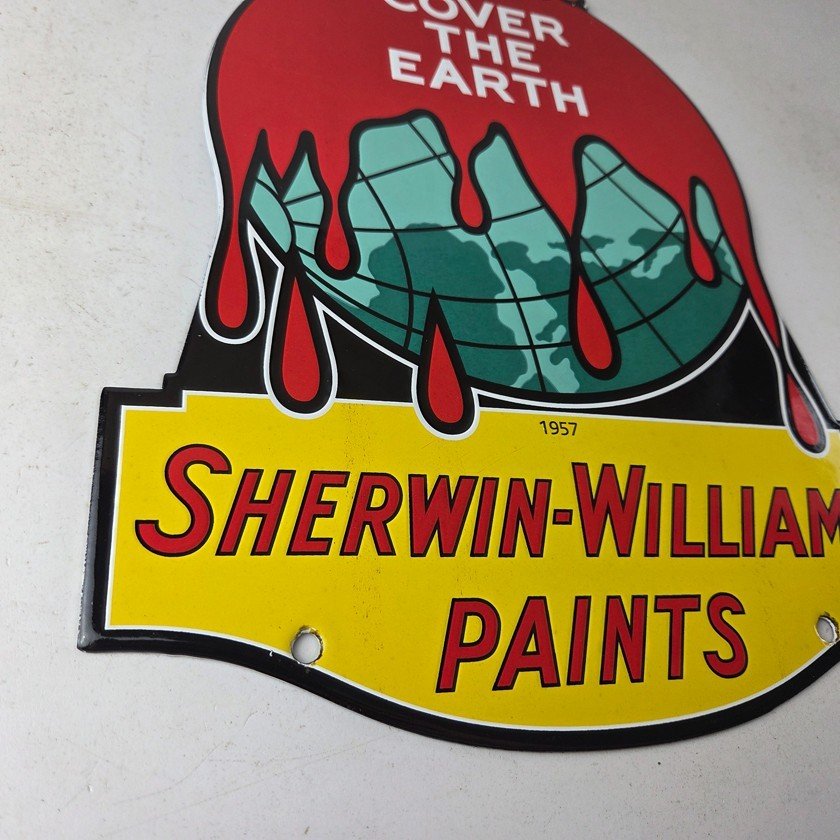 COVER
THE
EARTH
1957
SHERWIN-WILLIAM
PAINTS